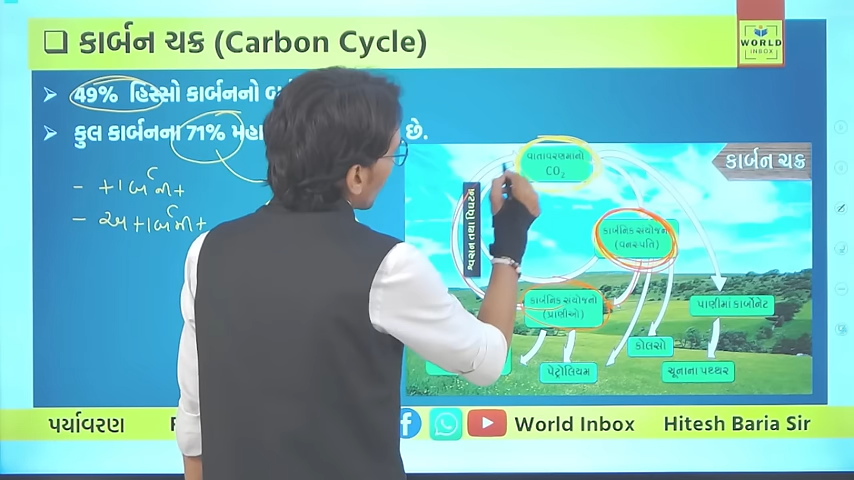 ❑ કાર્બન ચક્ર (Carbon Cycle)
WORLD
INBOX
➤ 49% હિસ્સો કાર્બનનો
➤ કુલ કાર્બનના 71% છે.
કાર્બન ચક્ર
વાતાવરણમાનો
CO₂
શ્વસન તથા વિઘટન
કાર્બનિક સંયોજન
(વનસ્પતિ)
કાર્બનિક સંયોજનો
(પ્રાણીઓ)
પાણીમાં કાર્બોનેટ
કોલસો
પેટ્રોલિયમ
ચૂનાના પથ્થર
પર્યાવરણ
World Inbox
Hitesh Baria Sir